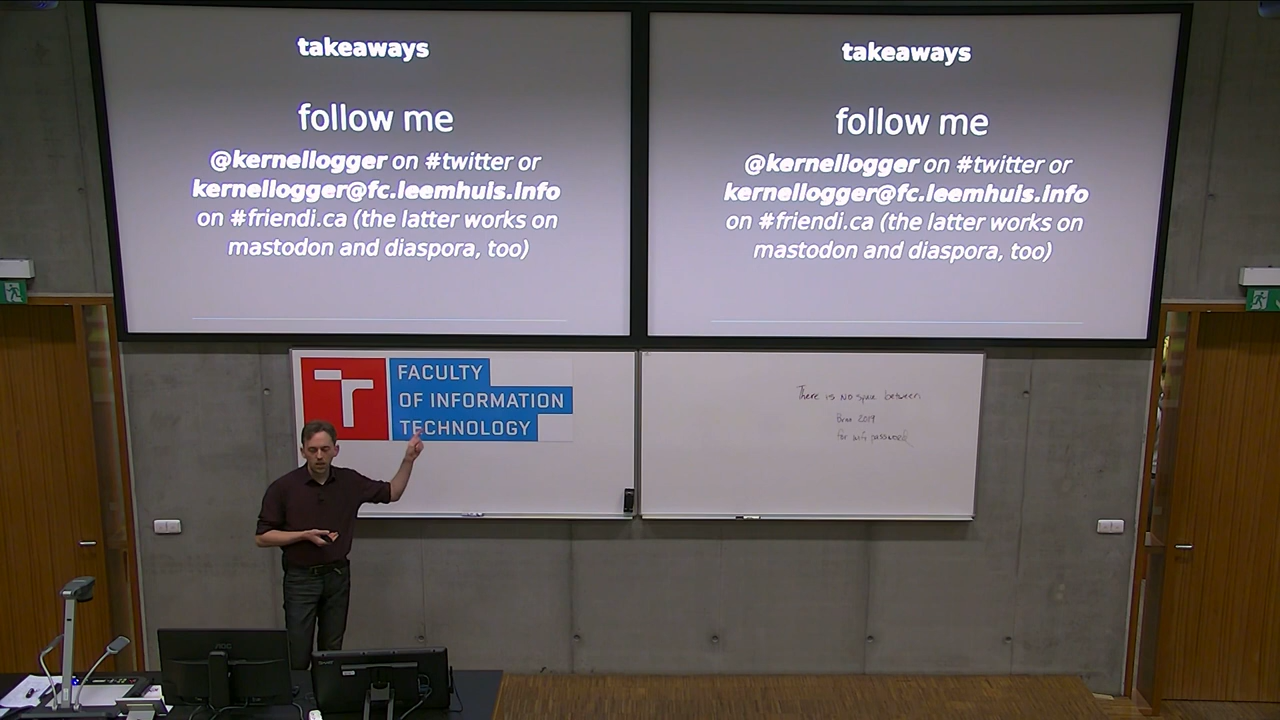 takeaways
follow me
@kernellogger on #twitter or
kernellogger@fc.leemhuis.info
on #friendi.ca (the latter works on
mastodon and diaspora, too)
takeaways
follow me
@kernellogger on #twitter or
kernellogger@fc.leemhuis.info
on #friendi.ca (the latter works on
mastodon and diaspora, too)
FACULTY
OF INFORMATION
TECHNOLOGY
There is NO space between
Brno 2019
for wifi password